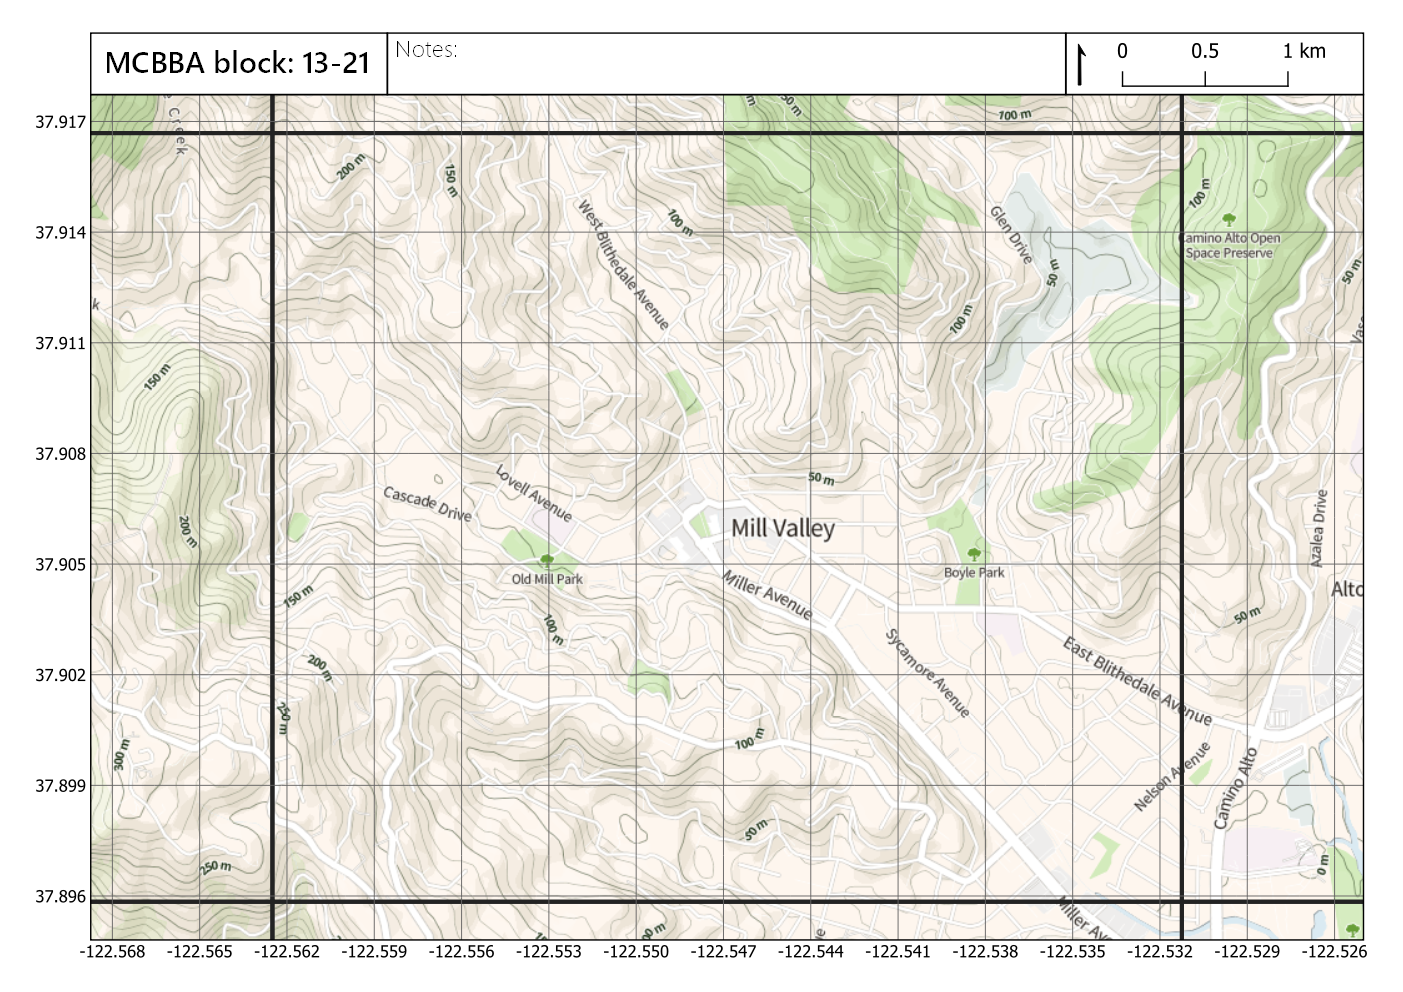 MCBBA block: 13-21
Notes:
0 0.5 1 km
37.917
37.914
37.911
37.908
37.905
37.902
37.899
37.896
Creek
200 m
150 m
50 m
100 m
100 m
West Blithedale Avenue
100 m
Glen Drive
50 m
Camino Alto Open
Space Preserve
50 m
k
100 m
150 m
Lovell Avenue
Cascade Drive
50 m
Mill Valley
200 m
Azalea Drive
Old Mill Park
Boyle Park
Alto
150 m
Miller Avenue
100 m
50 m
Sycamore Avenue
East Blithedale Avenue
200 m
250 m
100 m
300 m
Nelson Avenue
Camino Alto
50 m
250 m
0 m
Miller Av
-122.568 -122.565 -122.562 -122.559 -122.556 -122.553 -122.550 -122.547 -122.544 -122.541 -122.538 -122.535 -122.532 -122.529 -122.526